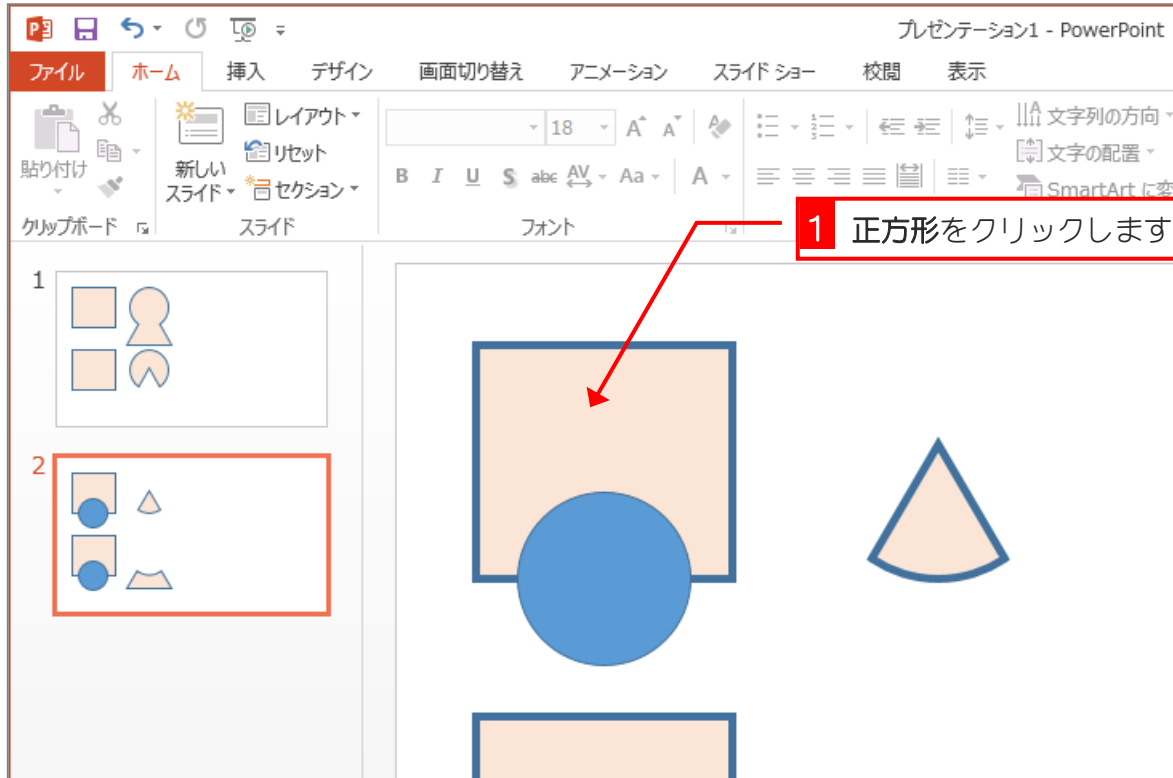 プレゼンテーション1 - PowerPoint
ファイル ホーム 挿入 デザイン 画面切り替え アニメーション スライド ショー 校閲 表示
貼り付け
クリップボード
新しい
スライド
レイアウト
リセット
セクション
スライド
18
B I U S abc AV Aa A
フォント
文字列の方向
文字の配置
SmartArt に変
1 正方形をクリックします
1
2